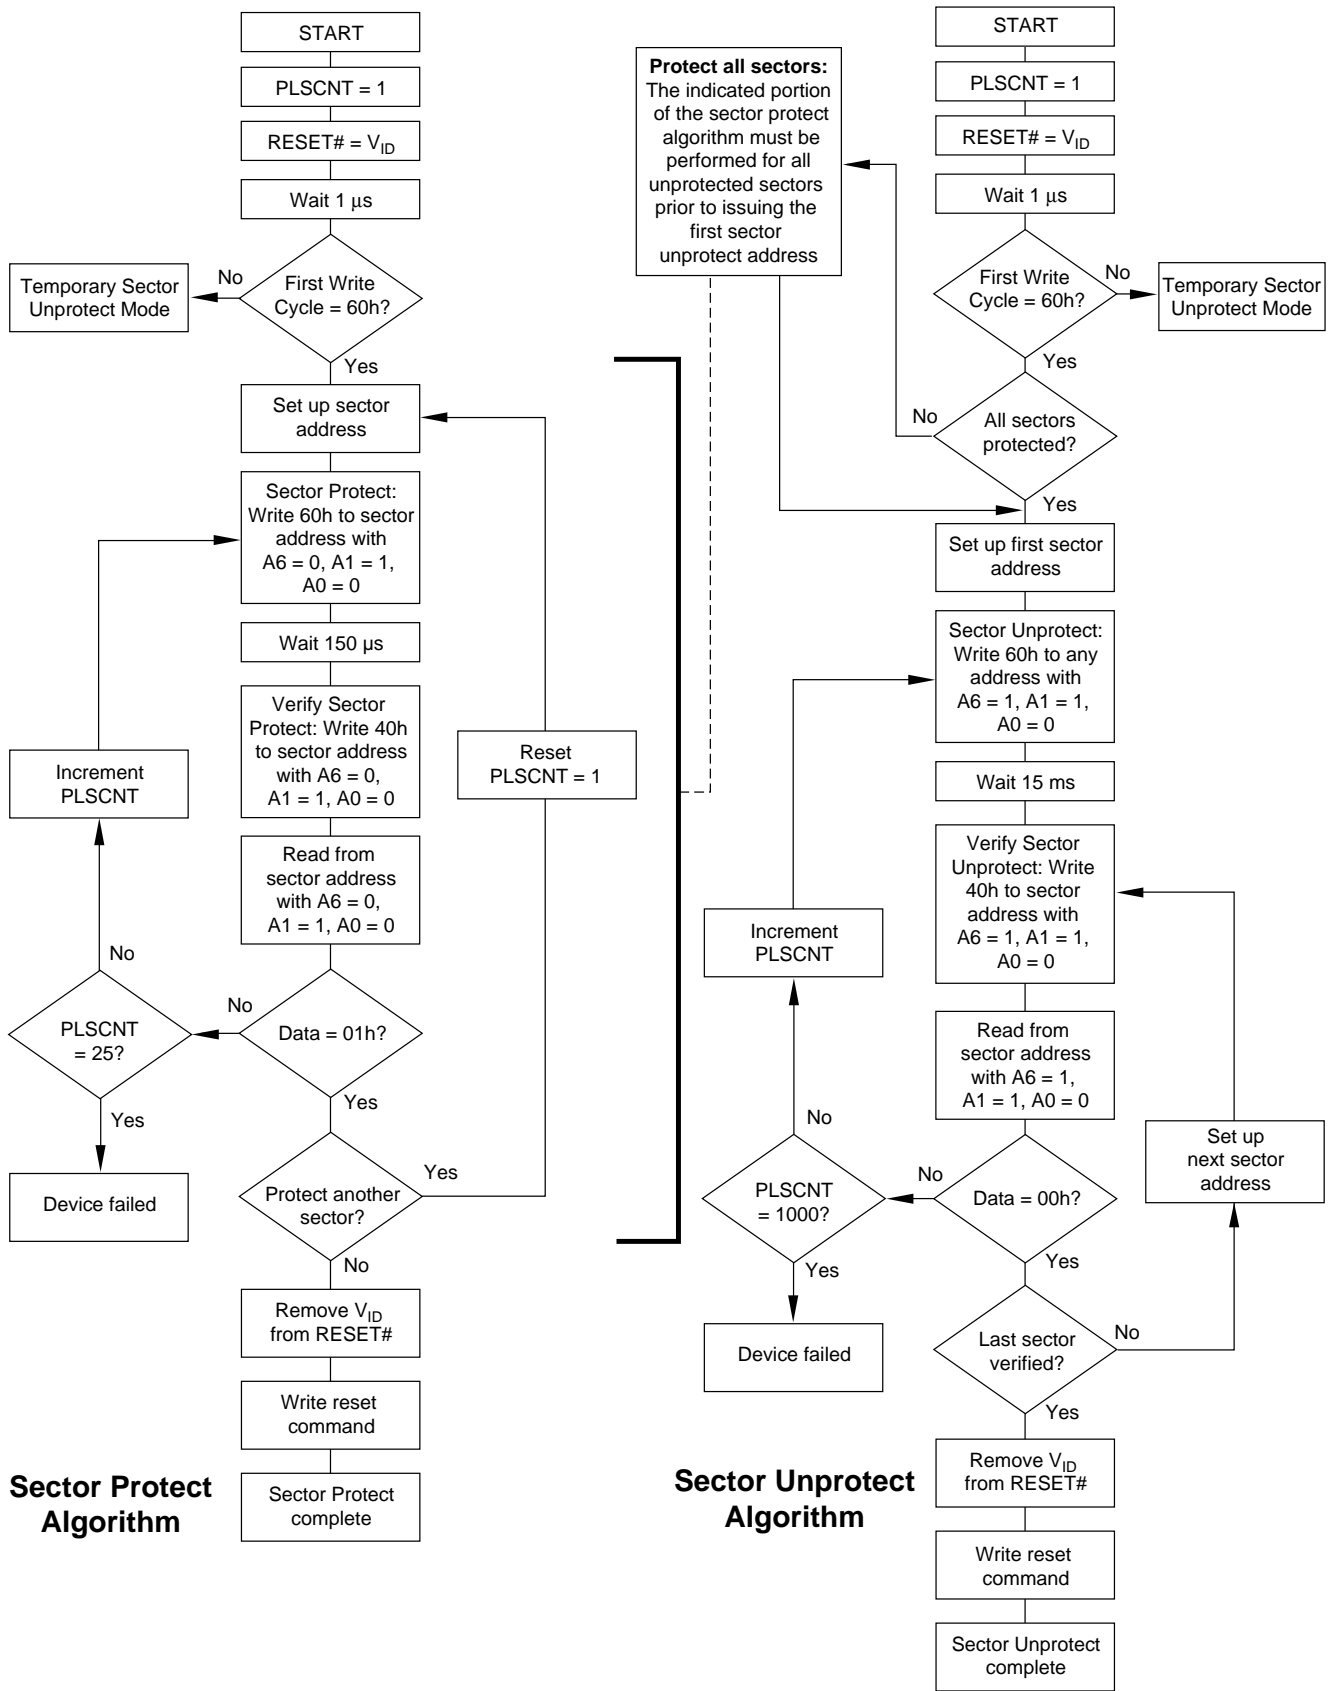 START
PLSCNT = 1
RESET# = VID
Wait 1 μs
First Write
Cycle = 60h?
No
Temporary Sector
Unprotect Mode
Yes
Set up sector
address
Sector Protect:
Write 60h to sector
address with
A6 = 0, A1 = 1,
A0 = 0
Wait 150 µs
Verify Sector
Protect: Write 40h
to sector address
with A6 = 0,
A1 = 1, A0 = 0
Reset
PLSCNT = 1
Increment
PLSCNT
Read from
sector address
with A6 = 0,
A1 = 1, A0 = 0
No
No
PLSCNT
= 25?
Data = 01h?
Yes
Yes
Device failed
Protect another
sector?
Yes
No
Remove VID
from RESET#
Write reset
command
Sector Protect
complete
Sector Protect
Algorithm
Protect all sectors:
The indicated portion
of the sector protect
algorithm must be
performed for all
unprotected sectors
prior to issuing the
first sector
unprotect address
START
PLSCNT = 1
RESET# = VID
Wait 1 μs
First Write
Cycle = 60h?
No
Temporary Sector
Unprotect Mode
Yes
No
All sectors
protected?
Yes
Set up first sector
address
Sector Unprotect:
Write 60h to any
address with
A6 = 1, A1 = 1,
A0 = 0
Wait 15 ms
Verify Sector
Unprotect: Write
40h to sector
address with
A6 = 1, A1 = 1,
A0 = 0
Increment
PLSCNT
Read from
sector address
with A6 = 1,
A1 = 1, A0 = 0
No
Set up
next sector
address
No
PLSCNT
= 1000?
Data = 00h?
Yes
Yes
Device failed
Last sector
verified?
No
Yes
Remove VID
from RESET#
Write reset
command
Sector Unprotect
complete
Sector Unprotect
Algorithm